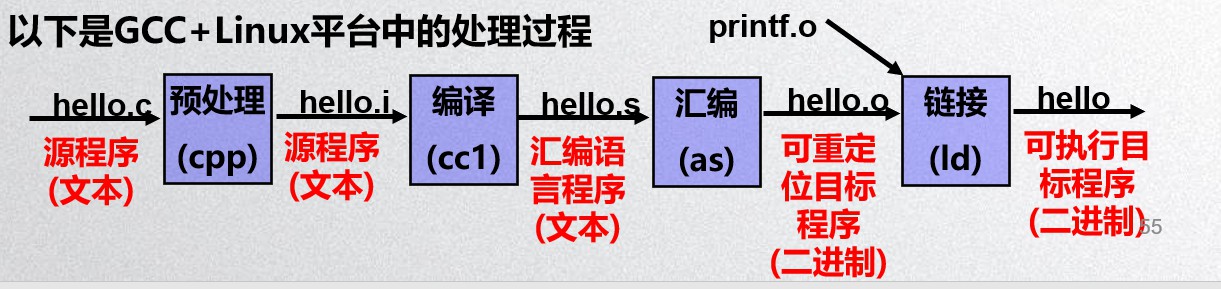 以下是GCC+Linux平台中的处理过程
printf.o
hello.c
预处理
(cpp)
hello.i
编译
(cc1)
hello.s
汇编
(as)
hello.o
链接
(ld)
hello
源程序
(文本)
源程序
(文本)
汇编语
言程序
(文本)
可重定
位目标
程序
(二进制)
可执行目
标程序
(二进制)
55